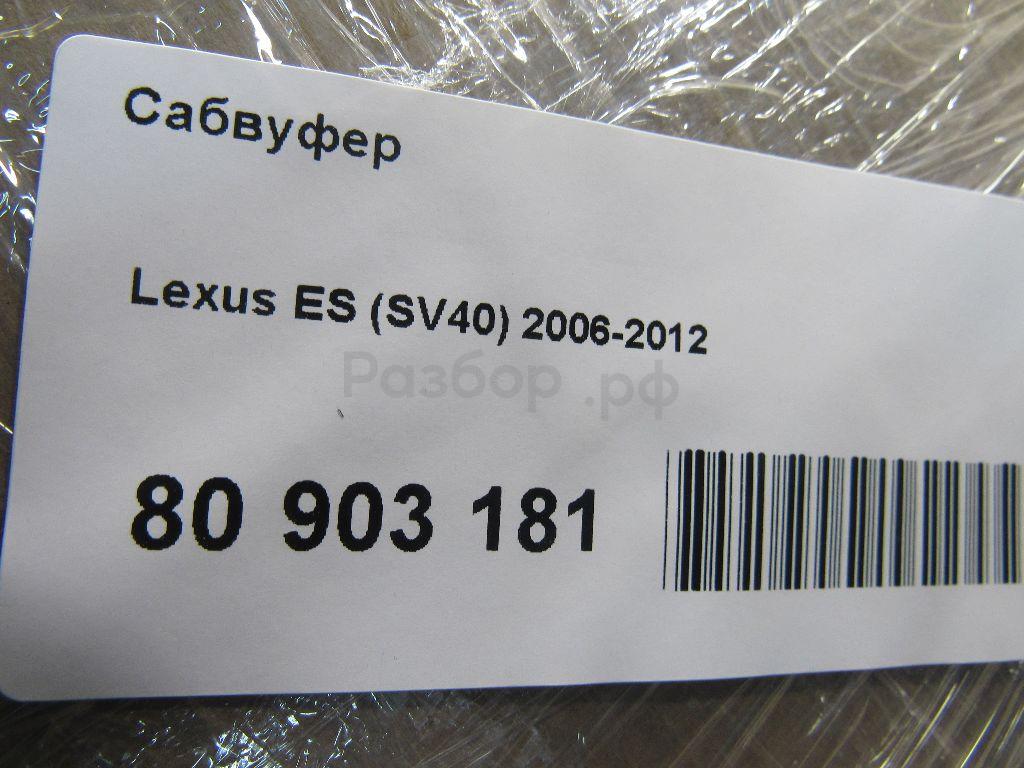 Сабвуфер
Lexus ES (SV40) 2006-2012
Разбор.рф
80 903 181